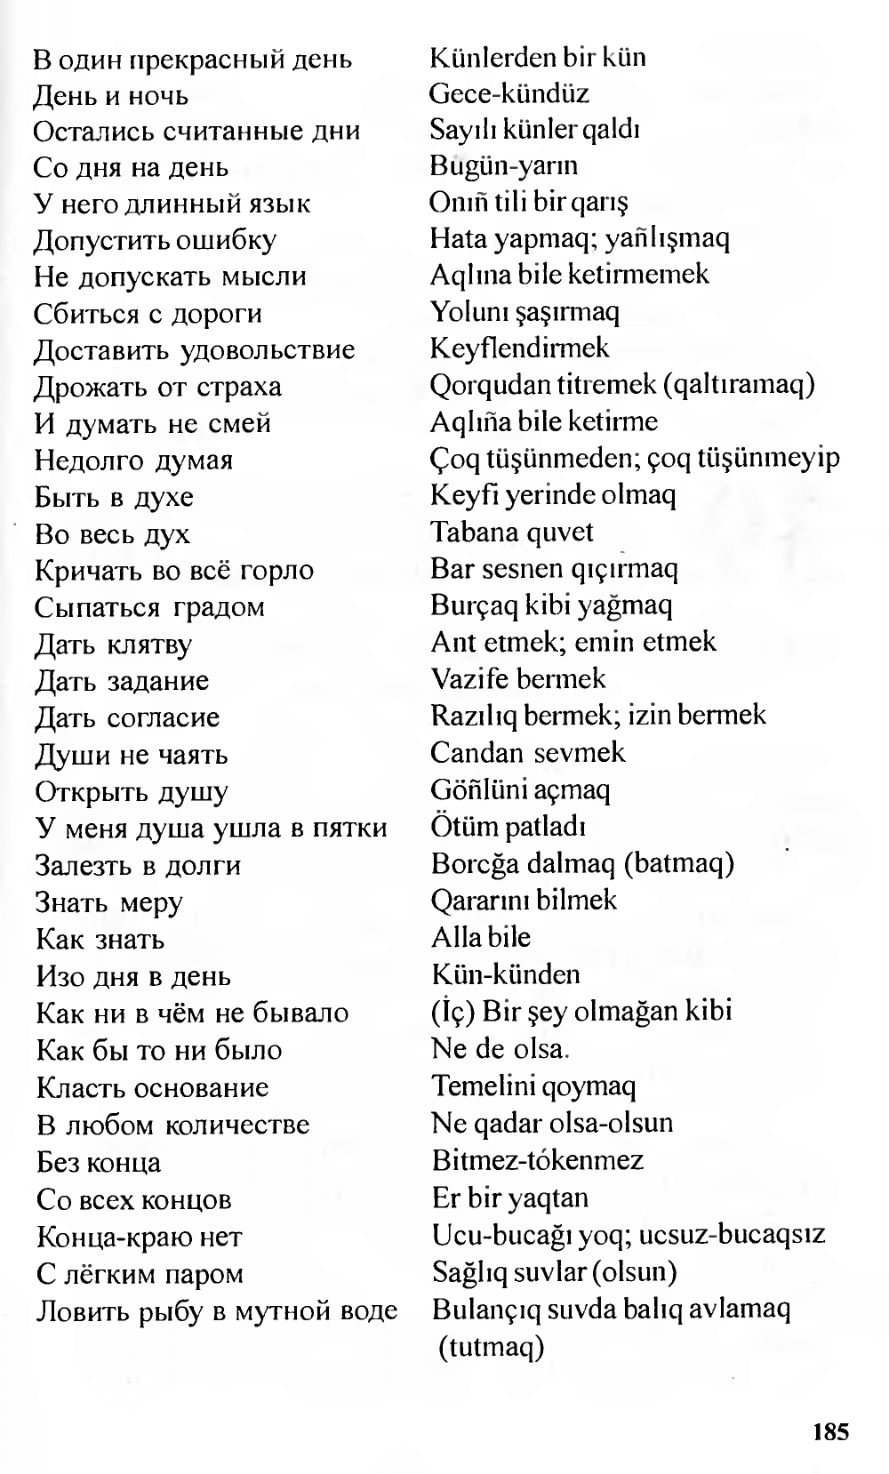 В один прекрасный день Künlerden bir kün
День и ночь Gece-kündüz
Остались считанные дни Sayılı künler qaldı
Со дня на день Bugün-yarın
У него длинный язык Onıñ tili bir qarış
Допустить ошибку Hata yapmaq; yañlışmaq
Не допускать мысли Aqlına bile ketirmemek
Сбиться с дороги Yolunı şaşırmaq
Доставить удовольствие Keyflendirmek
Дрожать от страха Qorqudan titremek (qaltıramaq)
И думать не смей Aqlıña bile ketirme
Недолго думая Çoq tüşünmeden; çoq tüşünmeyip
Быть в духе Keyfi yerinde olmaq
Во весь дух Tabana quvet
Кричать во всё горло Bar sesnen qıçırmaq
Сыпаться градом Burçaq kibi yağmaq
Дать клятву Ant etmek; emin etmek
Дать задание Vazife bermek
Дать согласие Razılıq bermek; izin bermek
Души не чаять Candan sevmek
Открыть душу Göñlüni açmaq
У меня душа ушла в пятки Ötüm patladı
Залезть в долги Borcğa dalmaq (batmaq)
Знать меру Qararını bilmek
Как знать Alla bile
Изо дня в день Kün-künden
Как ни в чём не бывало (İç) Bir şey olmağan kibi
Как бы то ни было Ne de olsa.
Класть основание Temelini qoymaq
В любом количестве Ne qadar olsa-olsun
Без конца Bitmez-tókenmez
Со всех концов Er bir yaqtan
Конца-краю нет Ucu-bucağı yoq; ucsuz-bucaqsız
С лёгким паром Sağlıq suvlar (olsun)
Ловить рыбу в мутной воде Bulançıq suvda balıq avlamaq
(tutmaq)
185